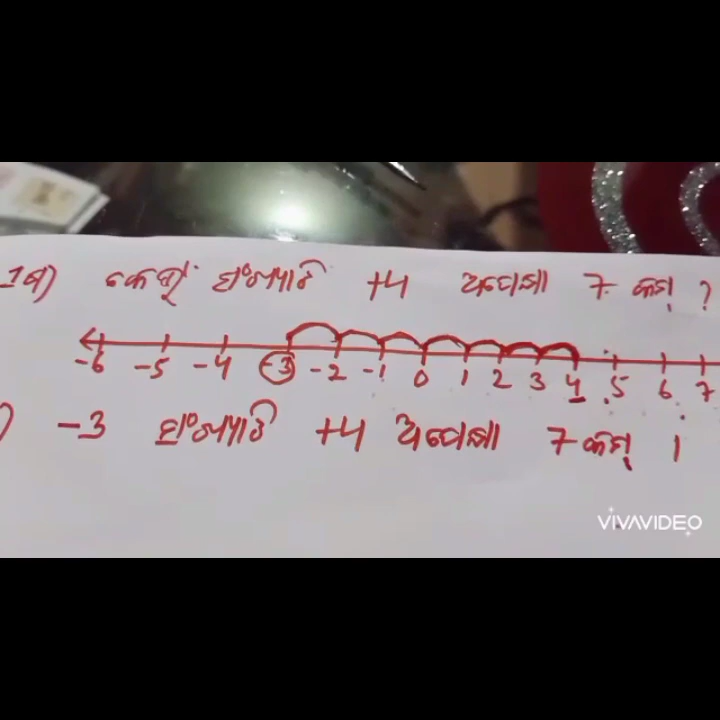 1ଖ) କେଉଁ ସଂଖ୍ୟାଟି +4 ଅପେକ୍ଷା 7 କମ୍ ?
-6 -5 -4 -3 -2 -1 0 1 2 3 4 5 6 7
) -3 ସଂଖ୍ୟାଟି +4 ଅପେକ୍ଷା 7 କମ୍ ।
VIVAVIDEO